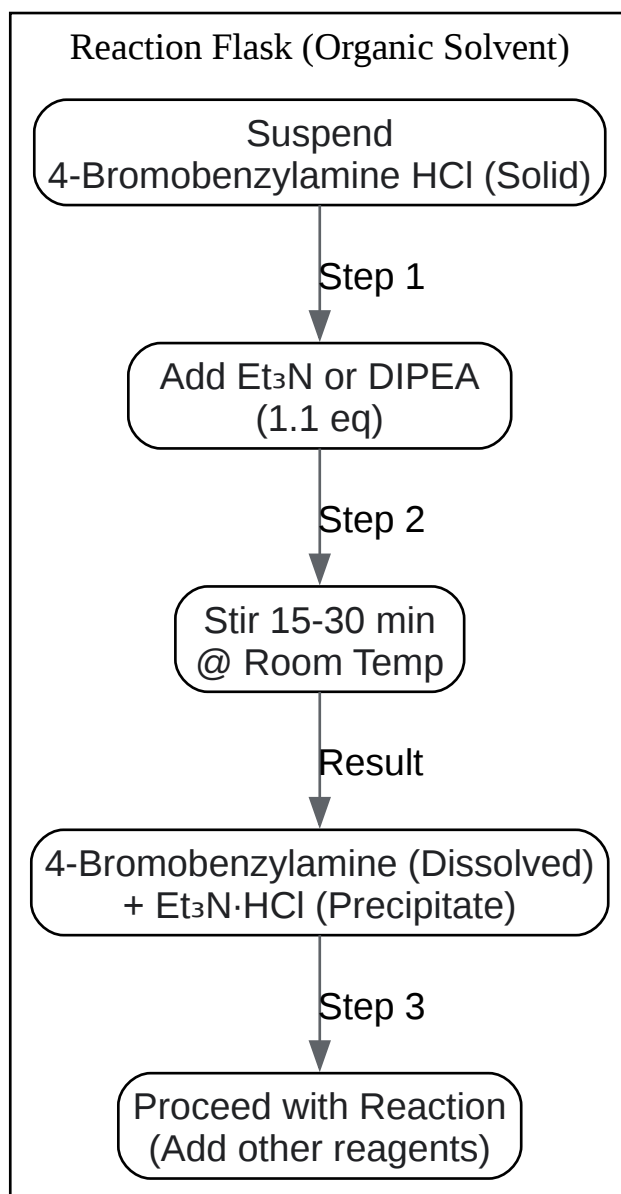 Reaction Flask (Organic Solvent)
Suspend
4-Bromobenzylamine HCl (Solid)
Step 1
Add Et₃N or DIPEA
(1.1 eq)
Step 2
Stir 15-30 min
@ Room Temp
Result
4-Bromobenzylamine (Dissolved)
+ Et₃N·HCl (Precipitate)
Step 3
Proceed with Reaction
(Add other reagents)